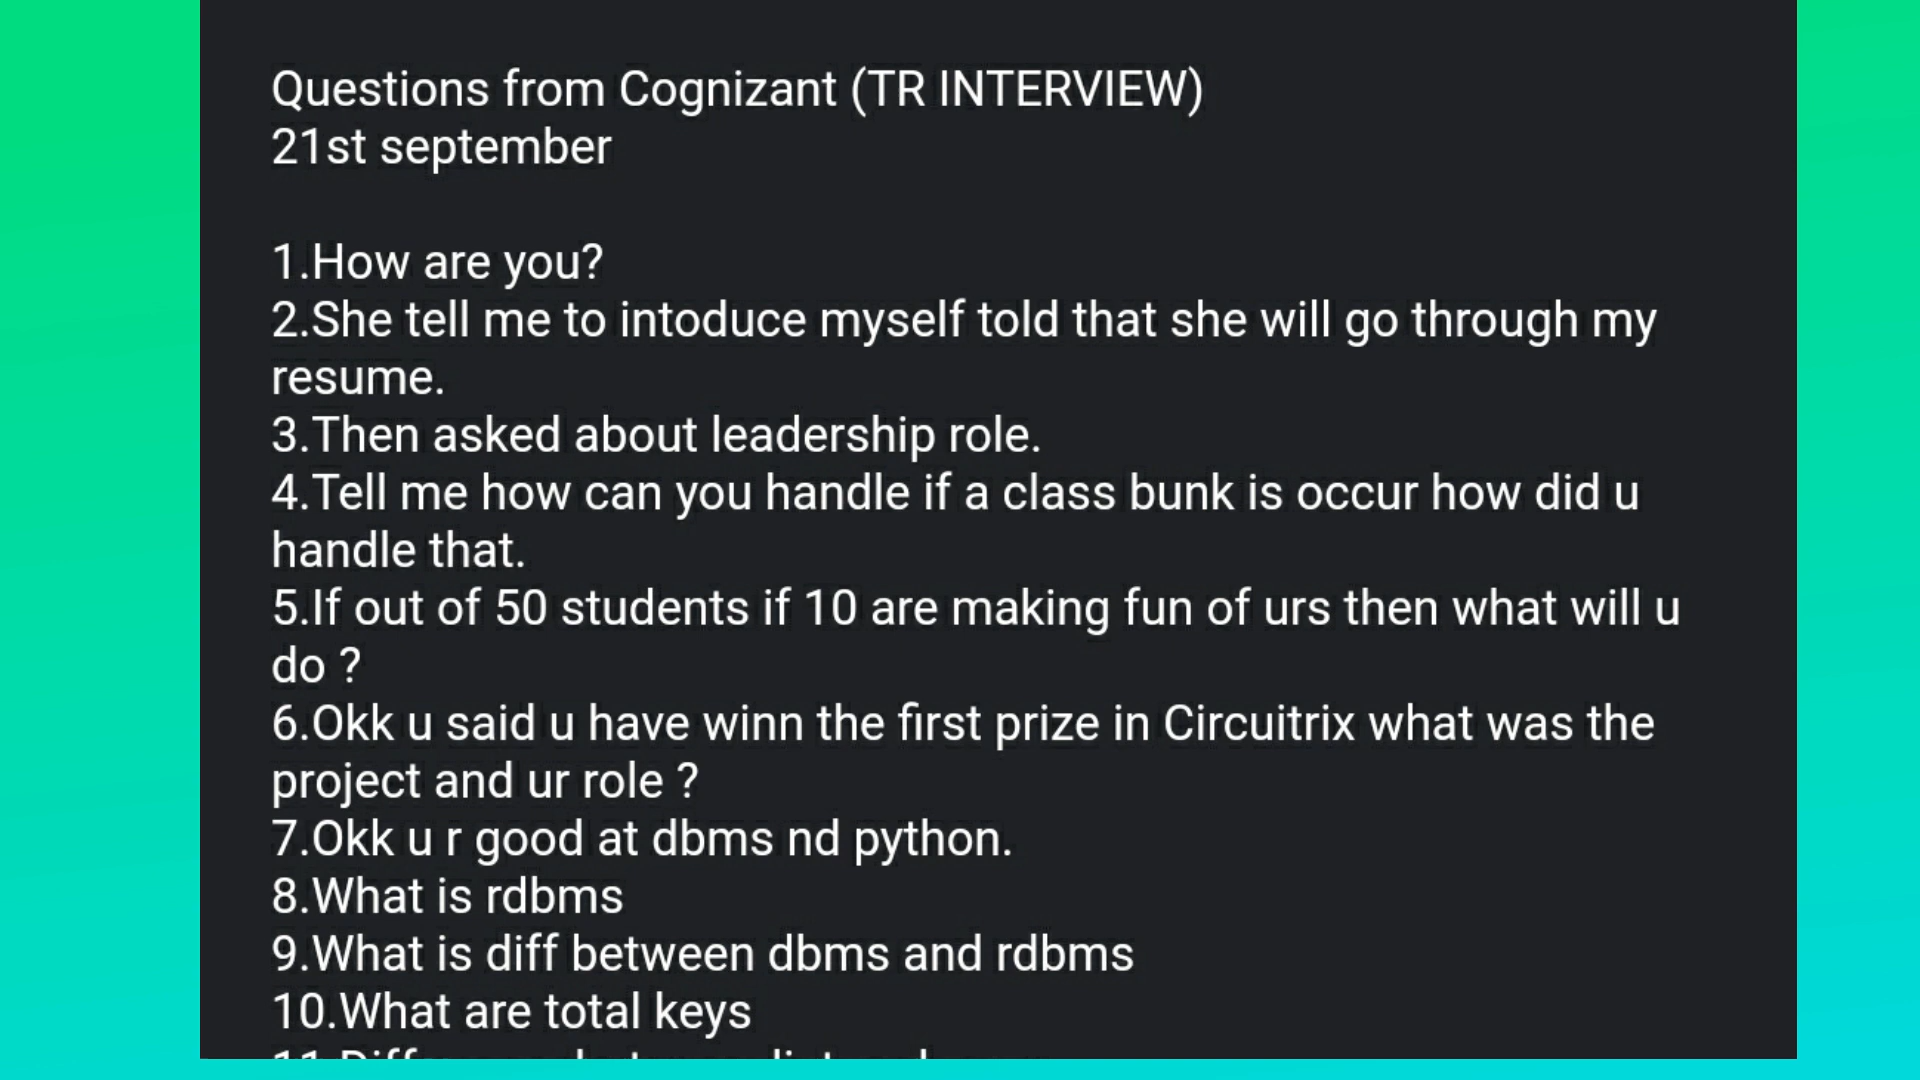 Questions from Cognizant (TR INTERVIEW)
21st september
1.How are you?
2.She tell me to intoduce myself told that she will go through my
resume.
3.Then asked about leadership role.
4.Tell me how can you handle if a class bunk is occur how did u
handle that.
5.If out of 50 students if 10 are making fun of urs then what will u
do ?
6.Okk u said u have winn the first prize in Circuitrix what was the
project and ur role ?
7.Okk u r good at dbms nd python.
8.What is rdbms
9.What is diff between dbms and rdbms
10.What are total keys